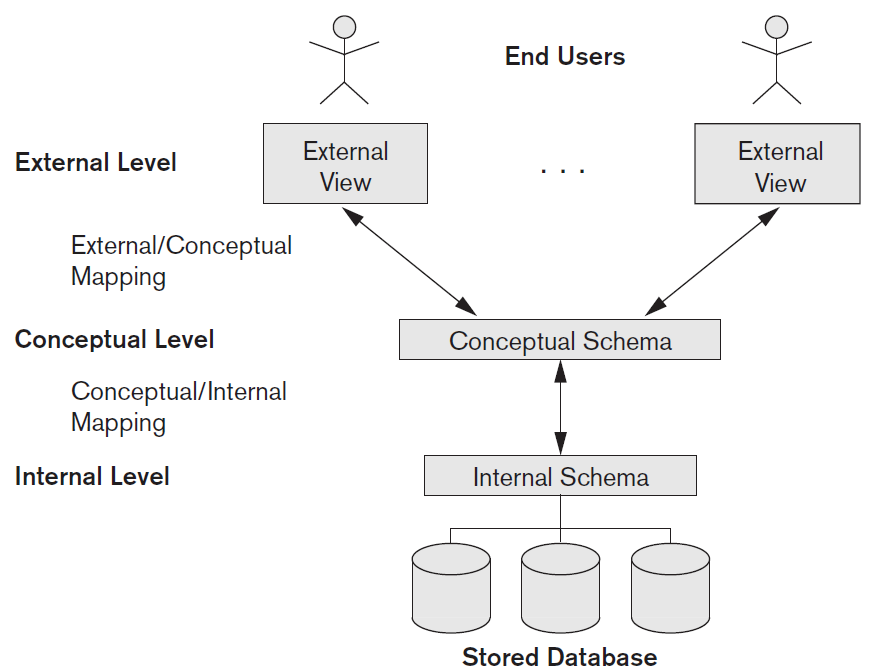 End Users
External Level
External
View
. . .
External
View
External/Conceptual
Mapping
Conceptual Level
Conceptual Schema
Conceptual/Internal
Mapping
Internal Level
Internal Schema
Stored Database